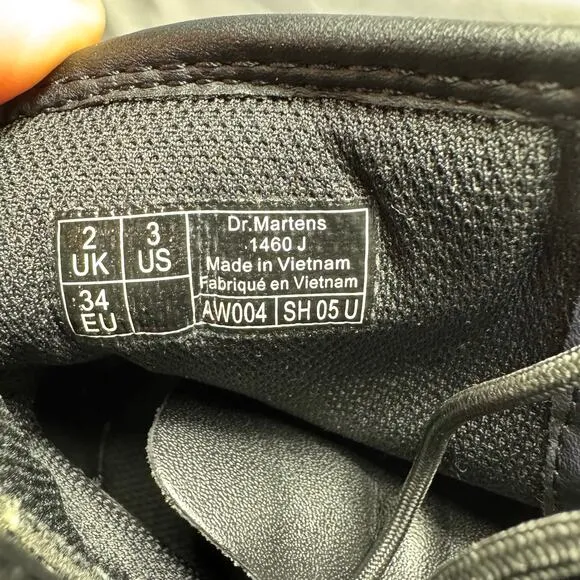 2 UK
3 US
34 EU
Dr.Martens
1460 J
Made in Vietnam
Fabriqué en Vietnam
AW004 SH 05 U